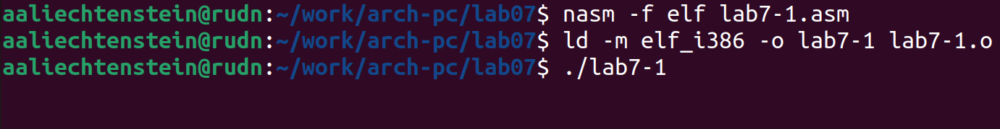 aaliechtenstein@rudn:~/work/arch-pc/lab07$ nasm -f elf lab7-1.asm
aaliechtenstein@rudn:~/work/arch-pc/lab07$ ld -m elf_i386 -o lab7-1 lab7-1.o
aaliechtenstein@rudn:~/work/arch-pc/lab07$ ./lab7-1